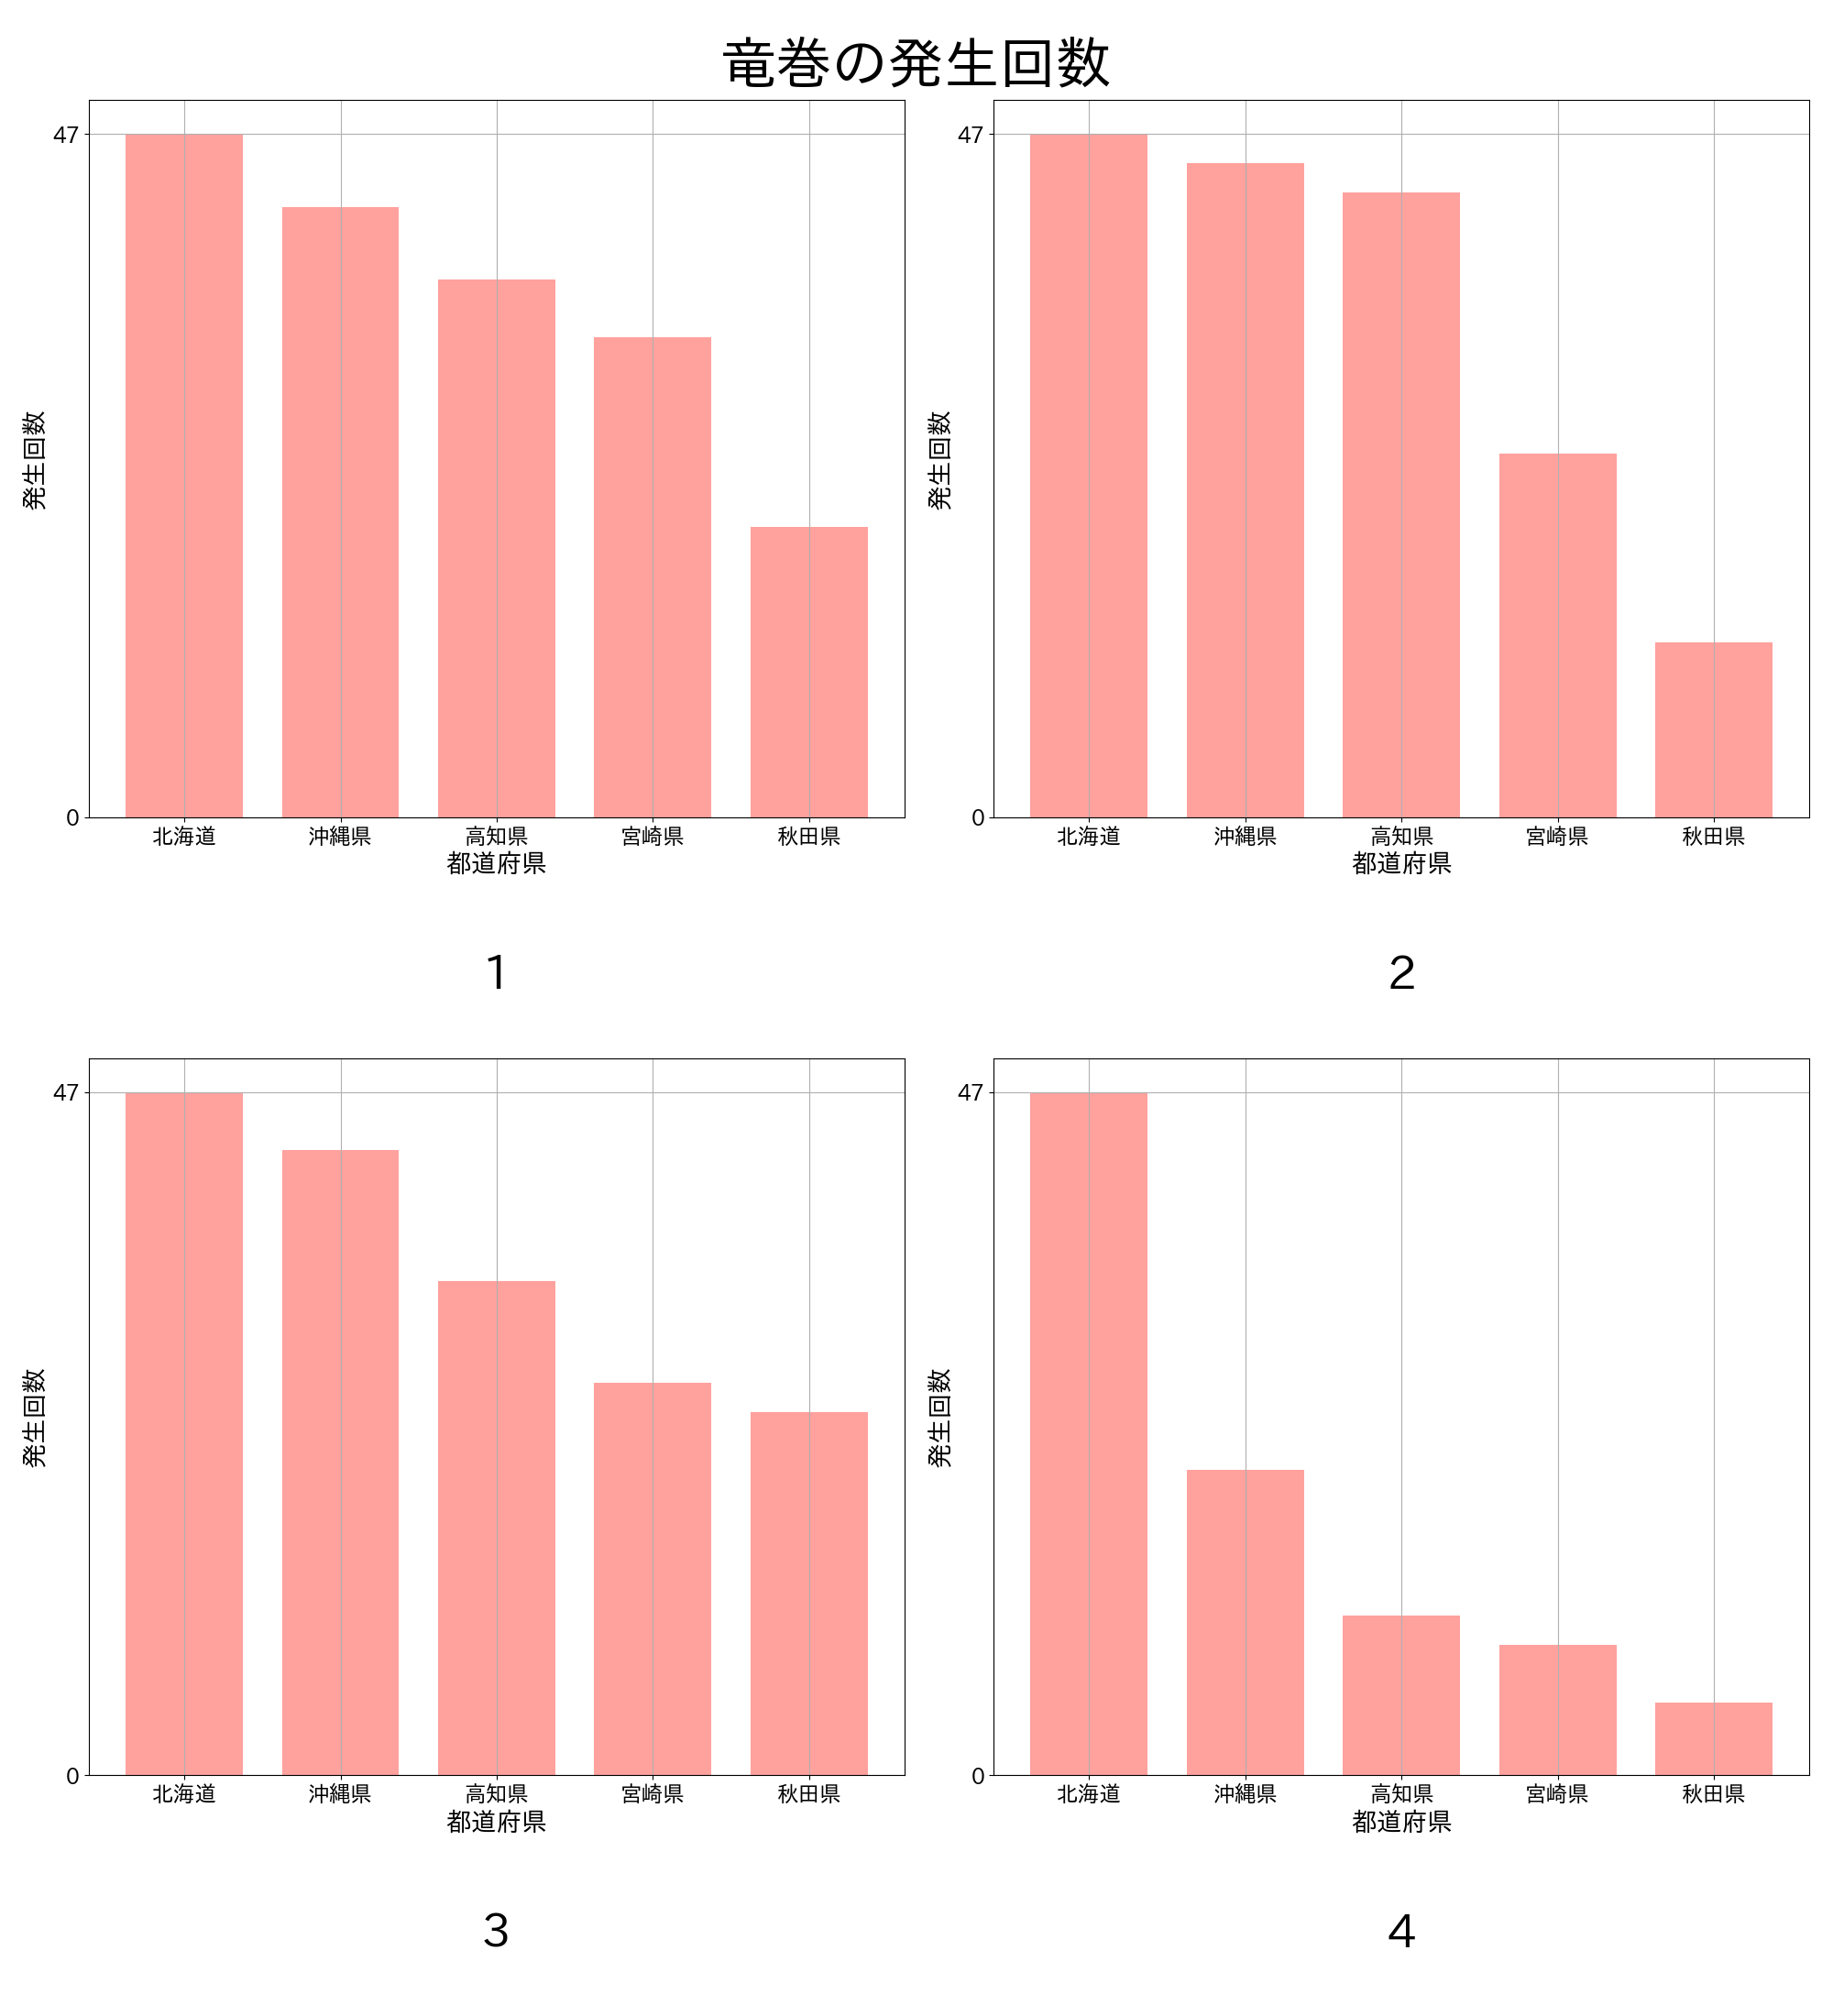 竜巻の発生回数
47
0
発生回数
北海道 沖縄県 高知県 宮崎県 秋田県
都道府県
1
47
0
発生回数
北海道 沖縄県 高知県 宮崎県 秋田県
都道府県
2
47
0
発生回数
北海道 沖縄県 高知県 宮崎県 秋田県
都道府県
3
47
0
発生回数
北海道 沖縄県 高知県 宮崎県 秋田県
都道府県
4